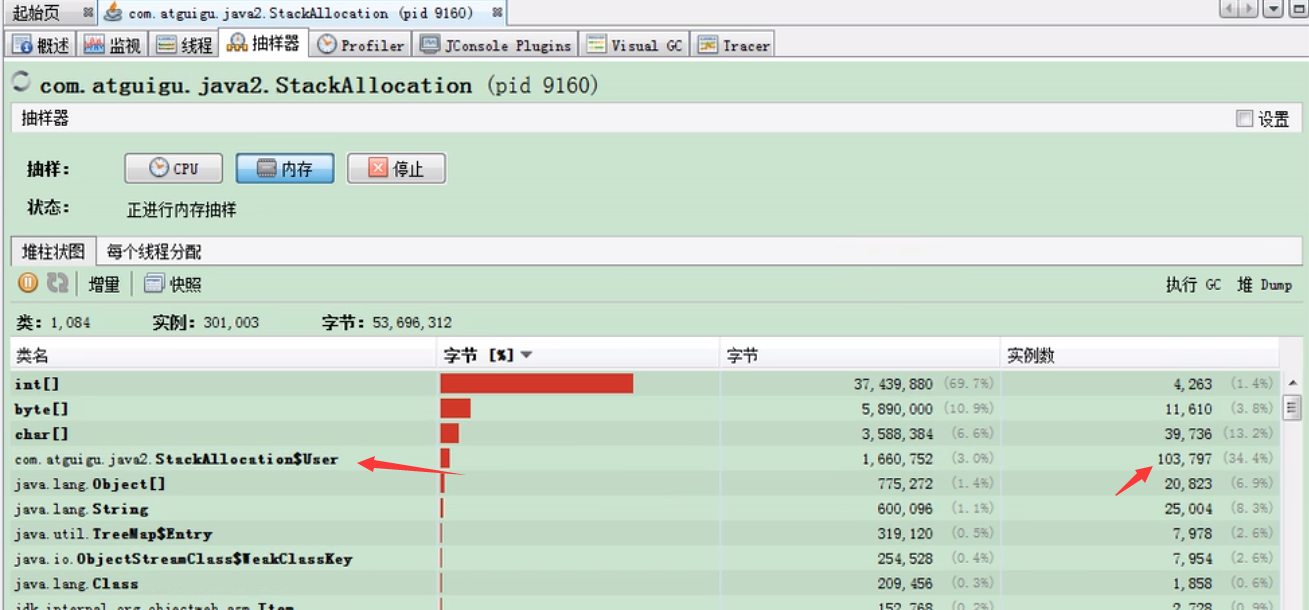 起始页 com.atguigu.java2.StackAllocation (pid 9160)
概述 监视 线程 抽样器 Profiler JConsole Plugins Visual GC Tracer
com.atguigu.java2.StackAllocation (pid 9160)
抽样器 设置
抽样: CPU 内存 停止
状态: 正进行内存抽样
堆柱状图 每个线程分配
增量 快照 执行 GC 堆 Dump
类: 1,084 实例: 301,003 字节: 53,696,312
类名 字节 [%] 字节 实例数
int[] 37,439,880 (69.7%) 4,263 (1.4%)
byte[] 5,890,000 (10.9%) 11,610 (3.8%)
char[] 3,588,384 (6.6%) 39,736 (13.2%)
com.atguigu.java2.StackAllocation$User 1,660,752 (3.0%) 103,797 (34.4%)
java.lang.Object[] 775,272 (1.4%) 20,823 (6.9%)
java.lang.String 600,096 (1.1%) 25,004 (8.3%)
java.util.TreeMap$Entry 319,120 (0.5%) 7,978 (2.6%)
java.io.ObjectStreamClass$WeakClassKey 254,528 (0.4%) 7,954 (2.6%)
java.lang.Class 209,456 (0.3%) 1,858 (0.6%)
jdk.internal.org.objectweb.asm.Item 152,768 (0.2%) 2,728 (0.9%)